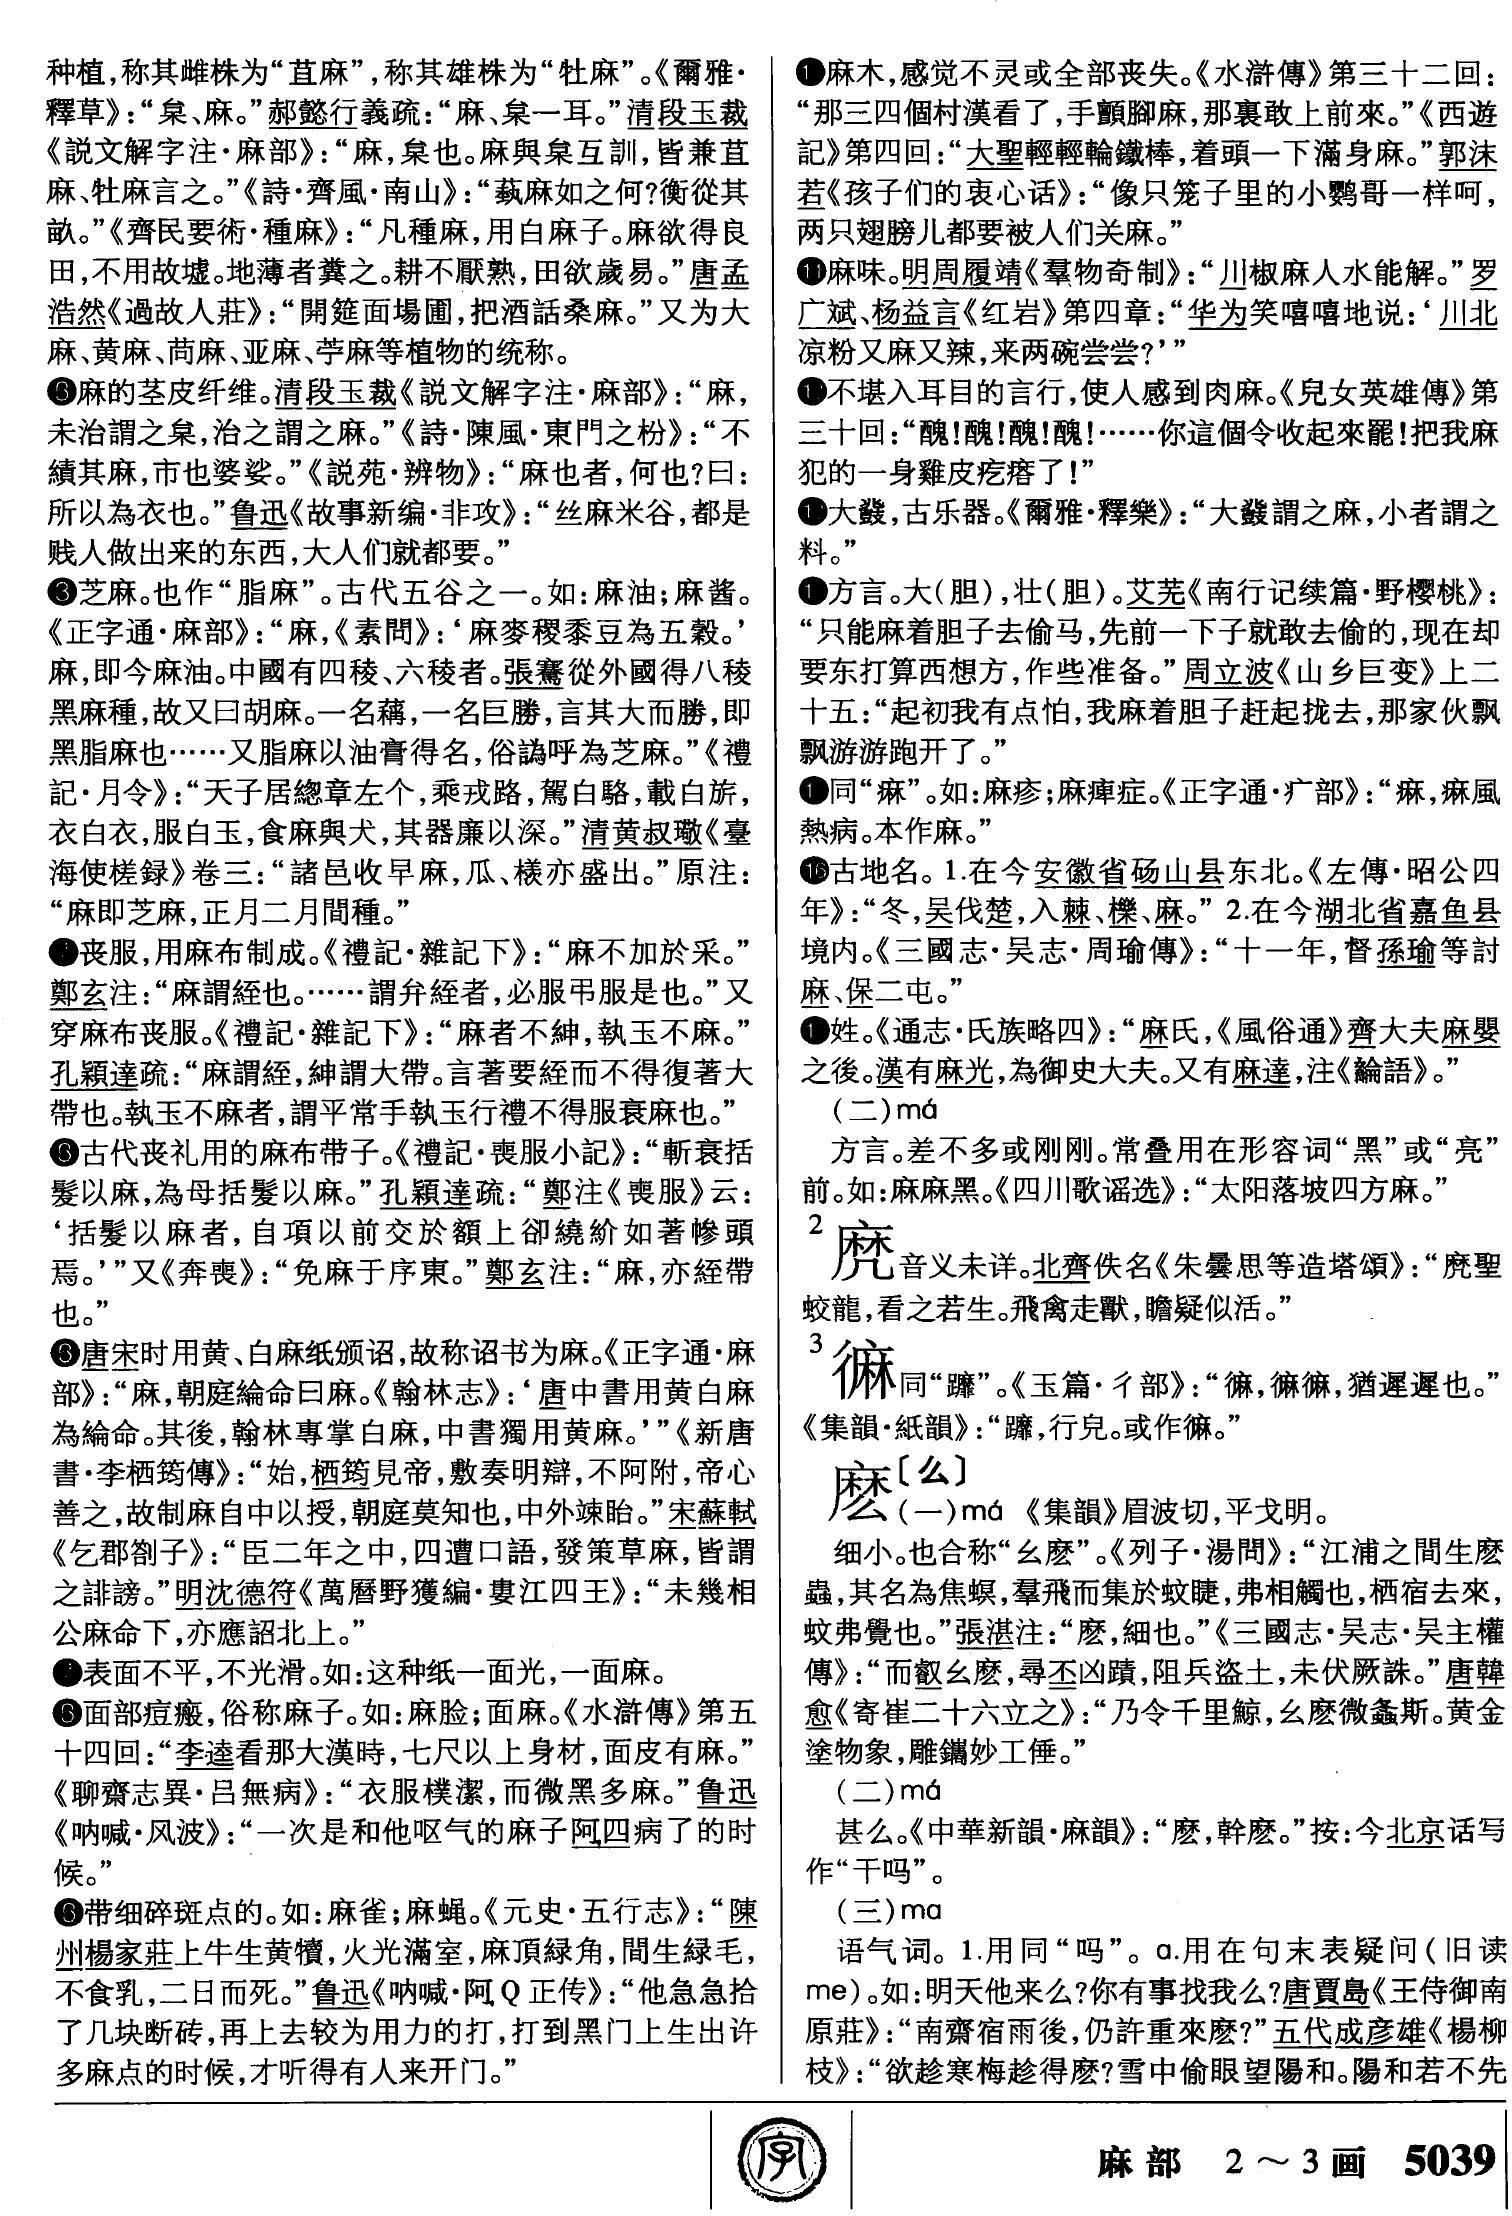 种植，称其雌株为“苴麻”，称其雄株为“牡麻”。《爾雅·
釋草》：“枲、麻。”郝懿行義疏：“麻、枲一耳。”清段玉裁
《説文解字注·麻部》：“麻，枲也。麻與枲互訓，皆兼苴
麻、牡麻言之。”《詩·齊風·南山》：“蓺麻如之何？衡從其
畝。”《齊民要術·種麻》：“凡種麻，用白麻子。麻欲得良
田，不用故墟。地薄者糞之。耕不厭熟，田欲歲易。”唐孟
浩然《過故人莊》：“開筵面場圃，把酒話桑麻。”又为大
麻、黄麻、苘麻、亚麻、苧麻等植物的统称。
麻的茎皮纤维。清段玉裁《説文解字注·麻部》：“麻，
未治謂之枲，治之謂之麻。”《詩·陳風·東門之枌》：“不
績其麻，市也婆娑。”《説苑·辨物》：“麻也者，何也？曰：
所以為衣也。”鲁迅《故事新编·非攻》：“丝麻米谷，都是
贱人做出来的东西，大人们就都要。”
❸芝麻。也作“脂麻”。古代五谷之一。如：麻油；麻酱。
《正字通·麻部》：“麻，《素問》：‘麻麥稷黍豆為五穀。’
麻，即今麻油。中國有四稜、六稜者。張騫從外國得八稜
黑麻種，故又曰胡麻。一名藕，一名巨勝，言其大而勝，即
黑脂麻也……又脂麻以油膏得名，俗譌呼為芝麻。”《禮
記·月令》：“天子居總章左个，乘戎路，駕白駱，載白旂，
衣白衣，服白玉，食麻與犬，其器廉以深。”清黄叔璥《臺
海使槎録》卷三：“諸邑收早麻，瓜、檨亦盛出。”原注：
“麻即芝麻，正月二月間種。”
丧服，用麻布制成。《禮記·雜記下》：“麻不加於采。”
鄭玄注：“麻謂絰也。……謂弁絰者，必服弔服是也。”又
穿麻布丧服。《禮記·雜記下》：“麻者不紳，執玉不麻。”
孔穎達疏：“麻謂絰，紳謂大帶。言著要絰而不得復著大
帶也。執玉不麻者，謂平常手執玉行禮不得服衰麻也。”
古代丧礼用的麻布带子。《禮記·喪服小記》：“斬衰括
髮以麻，為母括髮以麻。”孔穎達疏：“鄭注《喪服》云：
‘括髮以麻者，自項以前交於額上卻繞紒如著幓頭
焉。’”又《奔喪》：“免麻于序東。”鄭玄注：“麻，亦絰帶
也。”
唐宋时用黄、白麻纸颁诏，故称诏书为麻。《正字通·麻
部》：“麻，朝庭綸命曰麻。《翰林志》：‘唐中書用黄白麻
為綸命。其後，翰林專掌白麻，中書獨用黄麻。’”《新唐
書·李栖筠傳》：“始，栖筠見帝，敷奏明辯，不阿附，帝心
善之，故制麻自中以授，朝庭莫知也，中外竦眙。”宋蘇軾
《乞郡劄子》：“臣二年之中，四遭口語，發策草麻，皆謂
之誹謗。”明沈德符《萬曆野獲編·婁江四王》：“未幾相
公麻命下，亦應詔北上。”
表面不平，不光滑。如：这种纸一面光，一面麻。
面部痘瘢，俗称麻子。如：麻脸；面麻。《水滸傳》第五
十四回：“李逵看那大漢時，七尺以上身材，面皮有麻。”
《聊齋志異·吕無病》：“衣服樸潔，而微黑多麻。”鲁迅
《呐喊·风波》：“一次是和他呕气的麻子阿四病了的时
候。”
带细碎斑点的。如：麻雀；麻蝇。《元史·五行志》：“陳
州楊家莊上牛生黄犢，火光滿室，麻頂緑角，間生緑毛，
不食乳，二日而死。”鲁迅《呐喊·阿Q正传》：“他急急拾
了几块断砖，再上去较为用力的打，打到黑门上生出许
多麻点的时候，才听得有人来开门。”
麻木，感觉不灵或全部丧失。《水滸傳》第三十二回：
“那三四個村漢看了，手顫腳麻，那裏敢上前來。”《西遊
記》第四回：“大聖輕輕輪鐵棒，着頭一下滿身麻。”郭沫
若《孩子们的衷心话》：“像只笼子里的小鹦哥一样呵，
两只翅膀儿都要被人们关麻。”
麻味。明周履靖《羣物奇制》：“川椒麻人水能解。”罗
广斌、杨益言《红岩》第四章：“华为笑嘻嘻地说：‘川北
凉粉又麻又辣，来两碗尝尝？’”
不堪入耳目的言行，使人感到肉麻。《兒女英雄傳》第
三十回：“醜！醜！醜！醜！……你這個令收起來罷！把我麻
犯的一身雞皮疙瘩了！”
大鼗，古乐器。《爾雅·釋樂》：“大鼗謂之麻，小者謂之
料。”
方言。大（胆），壮（胆）。艾芜《南行记续篇·野樱桃》：
“只能麻着胆子去偷马，先前一下子就敢去偷的，现在却
要东打算西想方，作些准备。”周立波《山乡巨变》上二
十五：“起初我有点怕，我麻着胆子赶起拢去，那家伙飘
飘游游跑开了。”
同“痳”。如：麻疹；麻痺症。《正字通·疒部》：“痳，痳風
熱病。本作麻。”
⓰古地名。1.在今安徽省砀山县东北。《左傳·昭公四
年》：“冬，吴伐楚，入棘、櫟、麻。”2.在今湖北省嘉鱼县
境内。《三國志·吴志·周瑜傳》：“十一年，督孫瑜等討
麻、保二屯。”
姓。《通志·氏族略四》：“麻氏，《風俗通》齊大夫麻嬰
之後。漢有麻光，為御史大夫。又有麻達，注《論語》。”
（二）má
方言。差不多或刚刚。常叠用在形容词“黑”或“亮”
前。如：麻麻黑。《四川歌谣选》：“太阳落坡四方麻。”
2
音义未详。北齊佚名《朱曇思等造塔頌》：“聖
蛟龍，看之若生。飛禽走獸，瞻疑似活。”
3
同“躔”。《玉篇·彳部》：“，，猶遲遲也。”
《集韻·紙韻》：“，行皃。或作。”
麽〔么〕
（一）má 《集韻》眉波切，平戈明。
细小。也合称“幺麽”。《列子·湯問》：“江浦之間生麽
蟲，其名為焦螟，羣飛而集於蚊睫，弗相觸也，栖宿去來，
蚊弗覺也。”張湛注：“麽，細也。”《三國志·吴志·吴主權
傳》：“而叡幺麽，尋丕凶蹟，阻兵盜土，未伏厥誅。”唐韓
愈《寄崔二十六立之》：“乃令千里鯨，幺麽微螽斯。黄金
塗物象，雕鐫妙工倕。”
（二）má
甚么。《中華新韻·麻韻》：“麽，幹麽。”按：今北京话写
作“干吗”。
（三）ma
语气词。1.用同“吗”。a.用在句末表疑问（旧读
me）。如：明天他来么？你有事找我么？唐賈島《王侍御南
原莊》：“南齋宿雨後，仍許重來麽？”五代成彦雄《楊柳
枝》：“欲趁寒梅趁得麽？雪中偷眼望陽和。陽和若不先
字
麻部 2～3画 5039